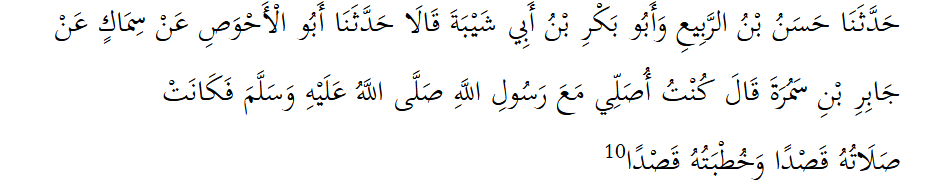 حَدَّثَنَا حَسَنُ بْنُ الرَّبِيعِ وَأَبُو بَكْرِ بْنُ أَبِي شَيْبَةَ قَالَا حَدَّثَنَا أَبُو الْأَحْوَصِ عَنْ سِمَاكٍ عَنْ
جَابِرِ بْنِ سَمُرَةَ قَالَ كُنْتُ أُصَلِّي مَعَ رَسُولِ اللَّهِ صَلَّى اللَّهُ عَلَيْهِ وَسَلَّمَ فَكَانَتْ
صَلَاتُهُ قَصْدًا وَخُطْبَتُهُ قَصْدًا10